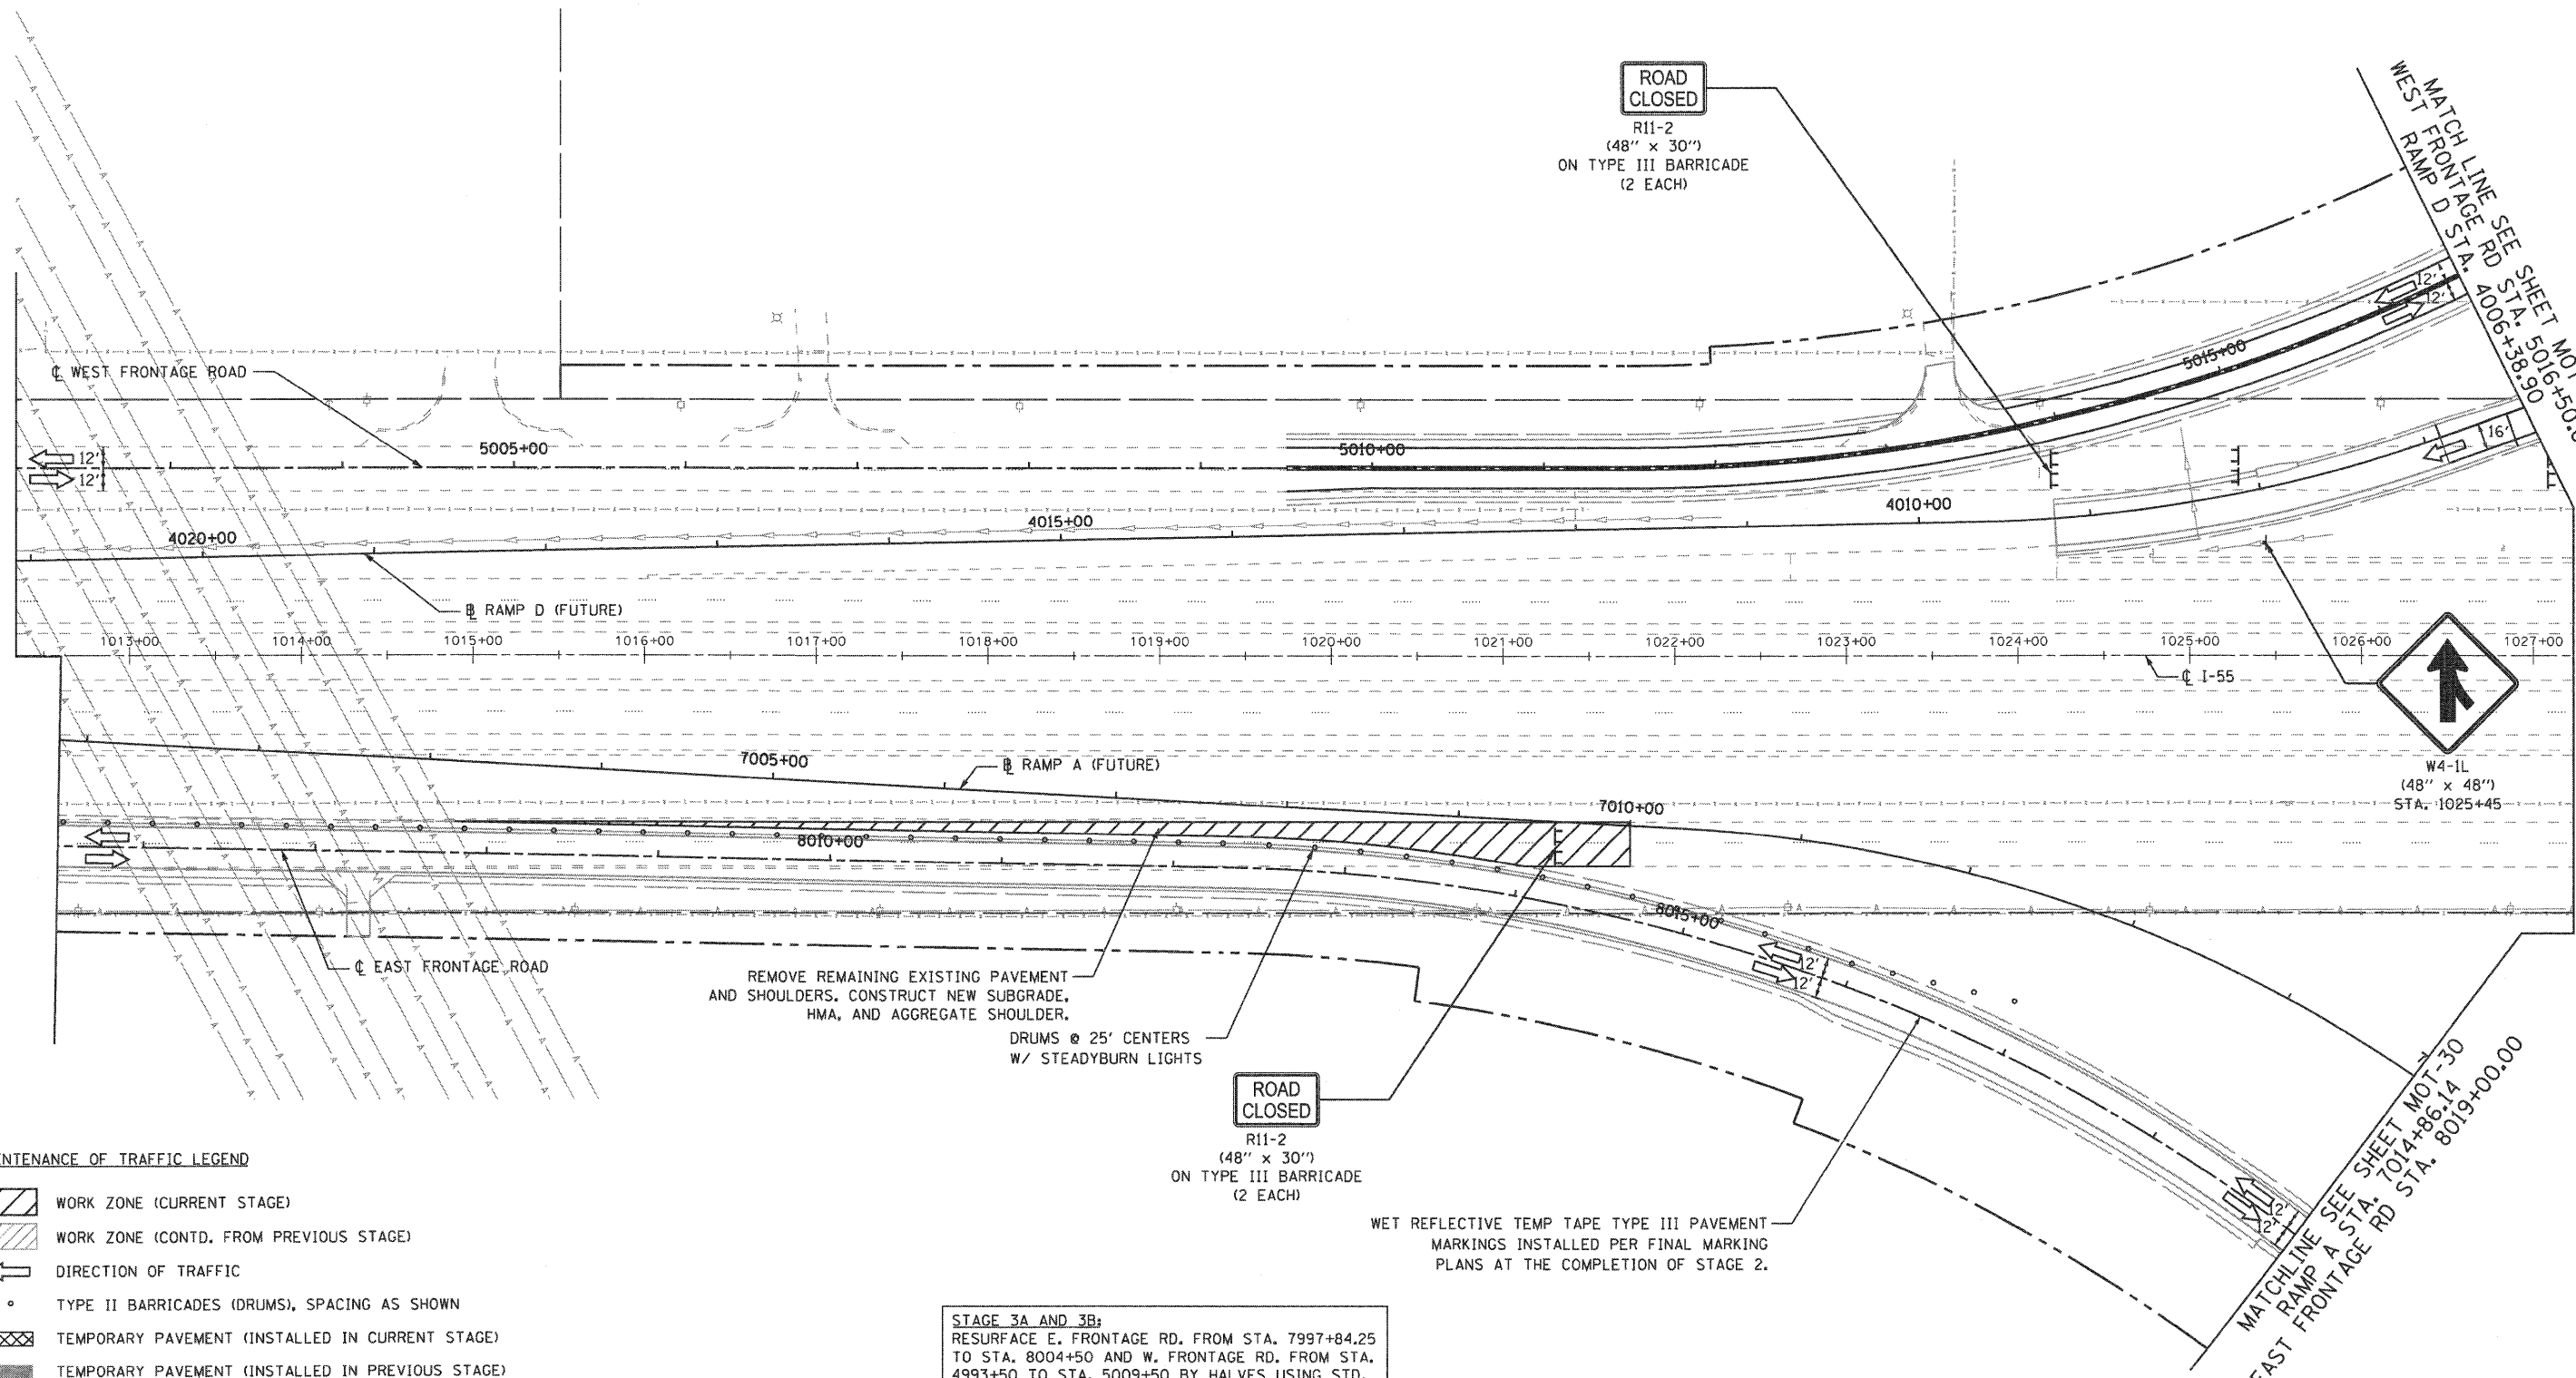 ROAD
CLOSED
R11-2
(48" x 30")
ON TYPE III BARRICADE
(2 EACH)
MATCH LINE SEE SHEET MOT
WEST FRONTAGE RD STA. 5016+50.
RAMP D STA. 4006+38.90
℄ WEST FRONTAGE ROAD
12'
12'
5015+00
12'
12'
5005+00
5010+00
16'
4020+00
4015+00
4010+00
RAMP D (FUTURE)
1013+00
1014+00
1015+00
1016+00
1017+00
1018+00
1019+00
1020+00
1021+00
1022+00
1023+00
1024+00
1025+00
1026+00
1027+00
℄ I-55
W4-1L
(48" x 48")
STA. 1025+45
7005+00
RAMP A (FUTURE)
7010+00
8010+00
8015+00
12'
12'
℄ EAST FRONTAGE ROAD
REMOVE REMAINING EXISTING PAVEMENT
AND SHOULDERS. CONSTRUCT NEW SUBGRADE,
HMA, AND AGGREGATE SHOULDER.
DRUMS @ 25' CENTERS
W/ STEADYBURN LIGHTS
ROAD
CLOSED
R11-2
(48" x 30")
ON TYPE III BARRICADE
(2 EACH)
WET REFLECTIVE TEMP TAPE TYPE III PAVEMENT
MARKINGS INSTALLED PER FINAL MARKING
PLANS AT THE COMPLETION OF STAGE 2.
12'
12'
MATCHLINE SEE SHEET MOT-30
RAMP A STA. 7014+86.14
EAST FRONTAGE RD STA. 8019+00.00
NTENANCE OF TRAFFIC LEGEND
WORK ZONE (CURRENT STAGE)
WORK ZONE (CONTD. FROM PREVIOUS STAGE)
DIRECTION OF TRAFFIC
TYPE II BARRICADES (DRUMS), SPACING AS SHOWN
TEMPORARY PAVEMENT (INSTALLED IN CURRENT STAGE)
TEMPORARY PAVEMENT (INSTALLED IN PREVIOUS STAGE)
STAGE 3A AND 3B:
RESURFACE E. FRONTAGE RD. FROM STA. 7997+84.25
TO STA. 8004+50 AND W. FRONTAGE RD. FROM STA.
4993+50 TO STA. 5009+50 BY HALVES USING STD.